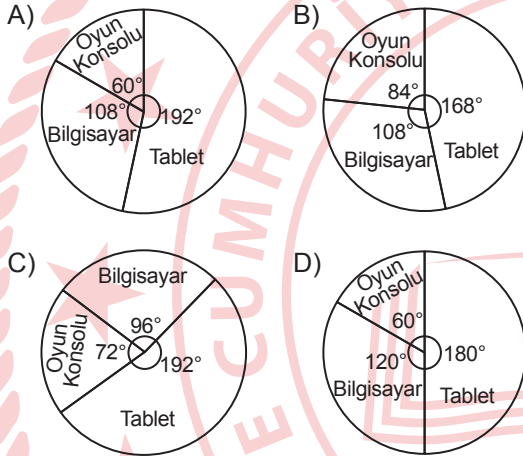 A)
Oyun
Konsolu
60°
108°
192°
Bilgisayar
Tablet
B)
Oyun
Konsolu
84°
168°
108°
Bilgisayar
Tablet
C)
Bilgisayar
96°
Oyun
Konsolu
72°
192°
Tablet
D)
Oyun
Konsolu
60°
120°
180°
Bilgisayar
Tablet
E CUMHURİ